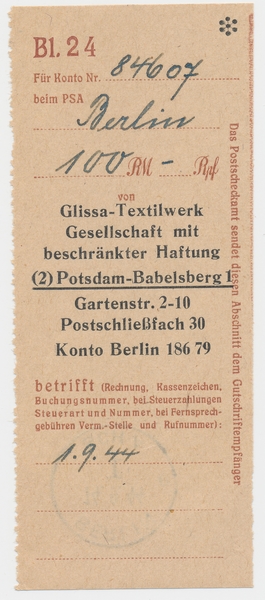 Bl. 24
Für Konto Nr. 84607
beim PSA
Berlin
100 RM – Rpf
von
Glissa-Textilwerk
Gesellschaft mit
beschränkter Haftung
(2) Potsdam-Babelsberg 1
Gartenstr. 2-10
Postschließfach 30
Konto Berlin 186 79
betrifft (Rechnung, Kassenzeichen,
Buchungsnummer, bei Steuerzahlungen
Steuerart und Nummer, bei Fernsprech-
gebühren Verm.-Stelle und Rufnummer):
1.9.44
Das Postscheckamt sendet diesen Abschnitt dem Gutschriftempfänger